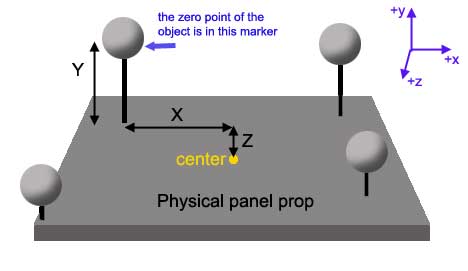 the zero point of the
object is in this marker
+y
+x
+z
Y
X
Z
center
Physical panel prop